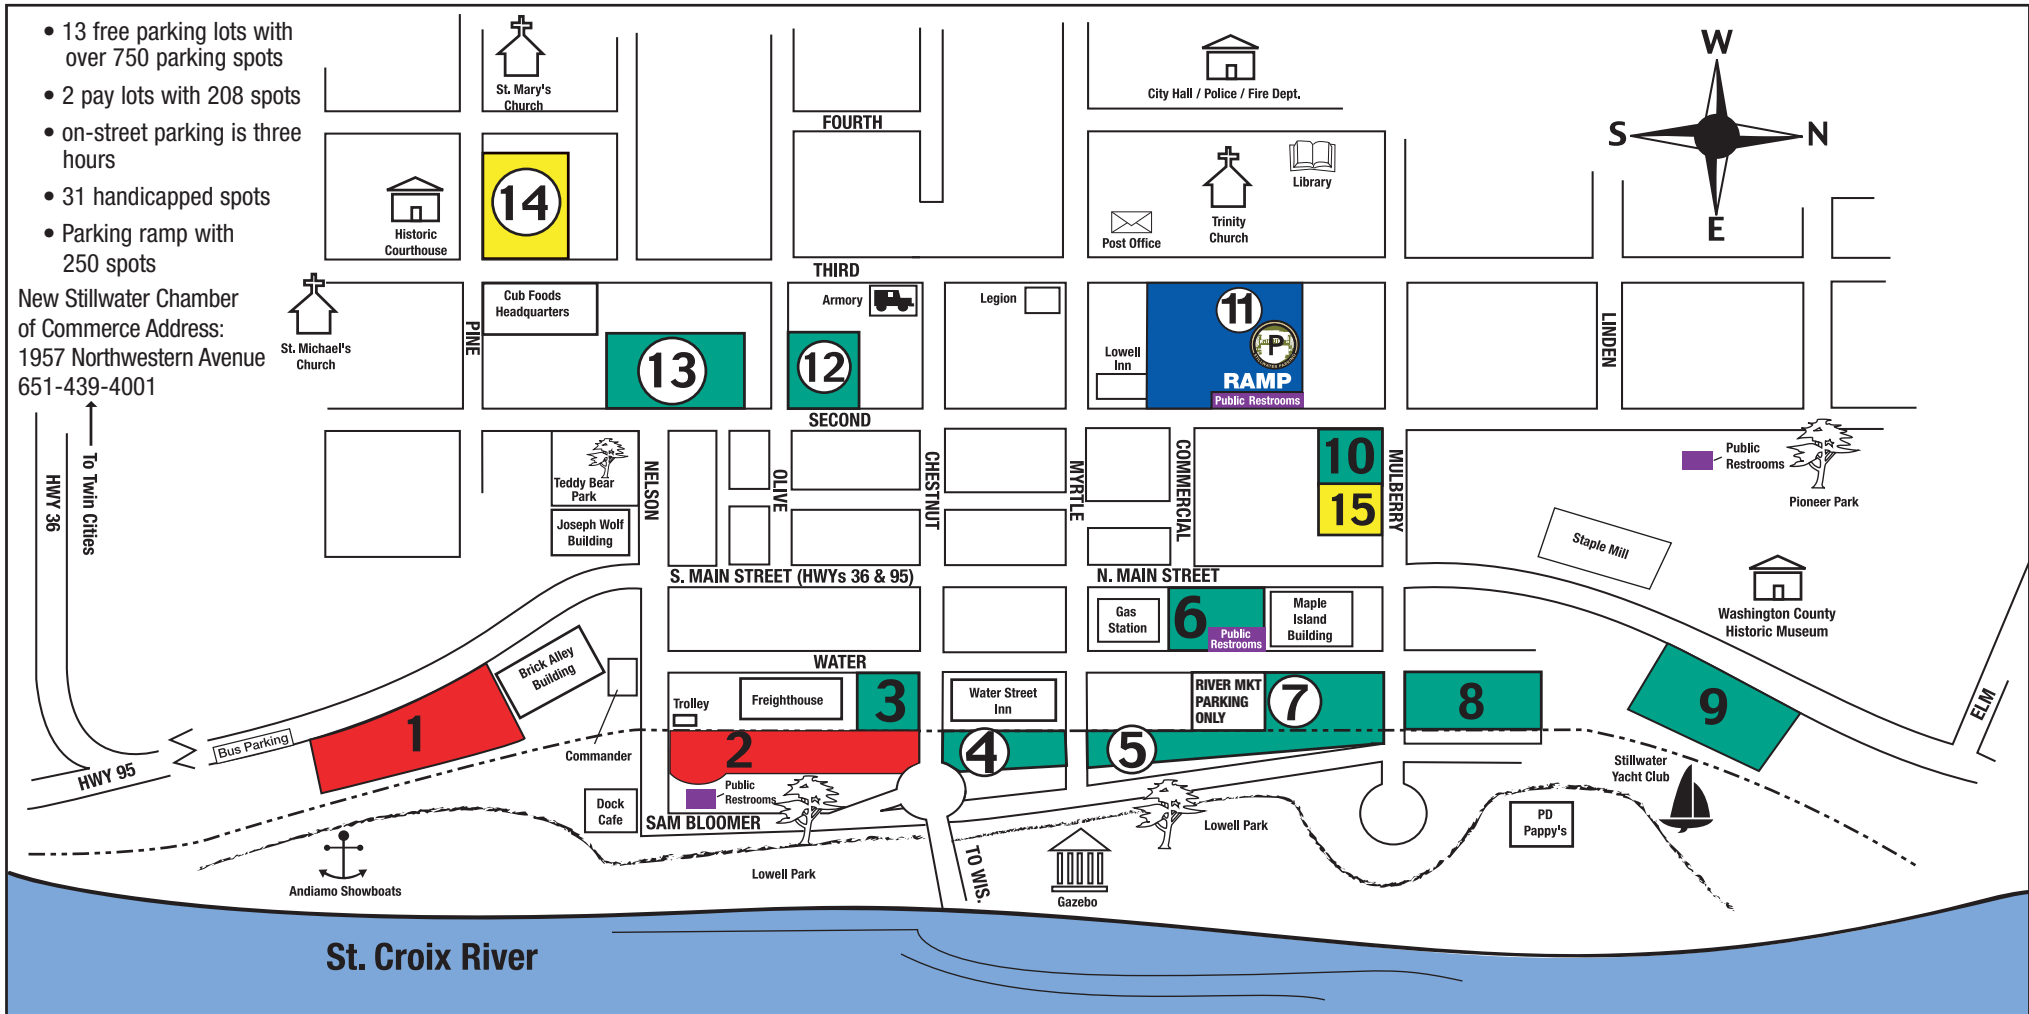 • 13 free parking lots with
over 750 parking spots
• 2 pay lots with 208 spots
• on-street parking is three
hours
• 31 handicapped spots
• Parking ramp with
250 spots
New Stillwater Chamber
of Commerce Address:
1957 Northwestern Avenue
651-439-4001
To Twin Cities
HWY 36
HWY 95
Bus Parking
St. Mary's
Church
City Hall / Police / Fire Dept.
W
S
N
E
FOURTH
14
Historic
Courthouse
Library
Trinity
Church
Post Office
THIRD
St. Michael's
Church
PINE
Cub Foods
Headquarters
13
12
Armory
Legion
Lowell
Inn
11
P
RAMP
Public Restrooms
LINDEN
SECOND
Teddy Bear
Park
Joseph Wolf
Building
NELSON
OLIVE
CHESTNUT
MYRTLE
COMMERCIAL
10
15
MULBERRY
Public
Restrooms
Pioneer Park
Staple Mill
Washington County
Historic Museum
S. MAIN STREET (HWYs 36 & 95)
N. MAIN STREET
Gas
Station
6
Public
Restrooms
Maple
Island
Building
WATER
Brick Alley
Building
1
Commander
Trolley
Freighthouse
3
Water Street
Inn
RIVER MKT
PARKING
ONLY
7
8
9
ELM
2
4
5
Public
Restrooms
Dock
Cafe
SAM BLOOMER
Stillwater
Yacht Club
PD
Pappy's
Lowell Park
Andiamo Showboats
Lowell Park
TO WIS.
Gazebo
St. Croix River